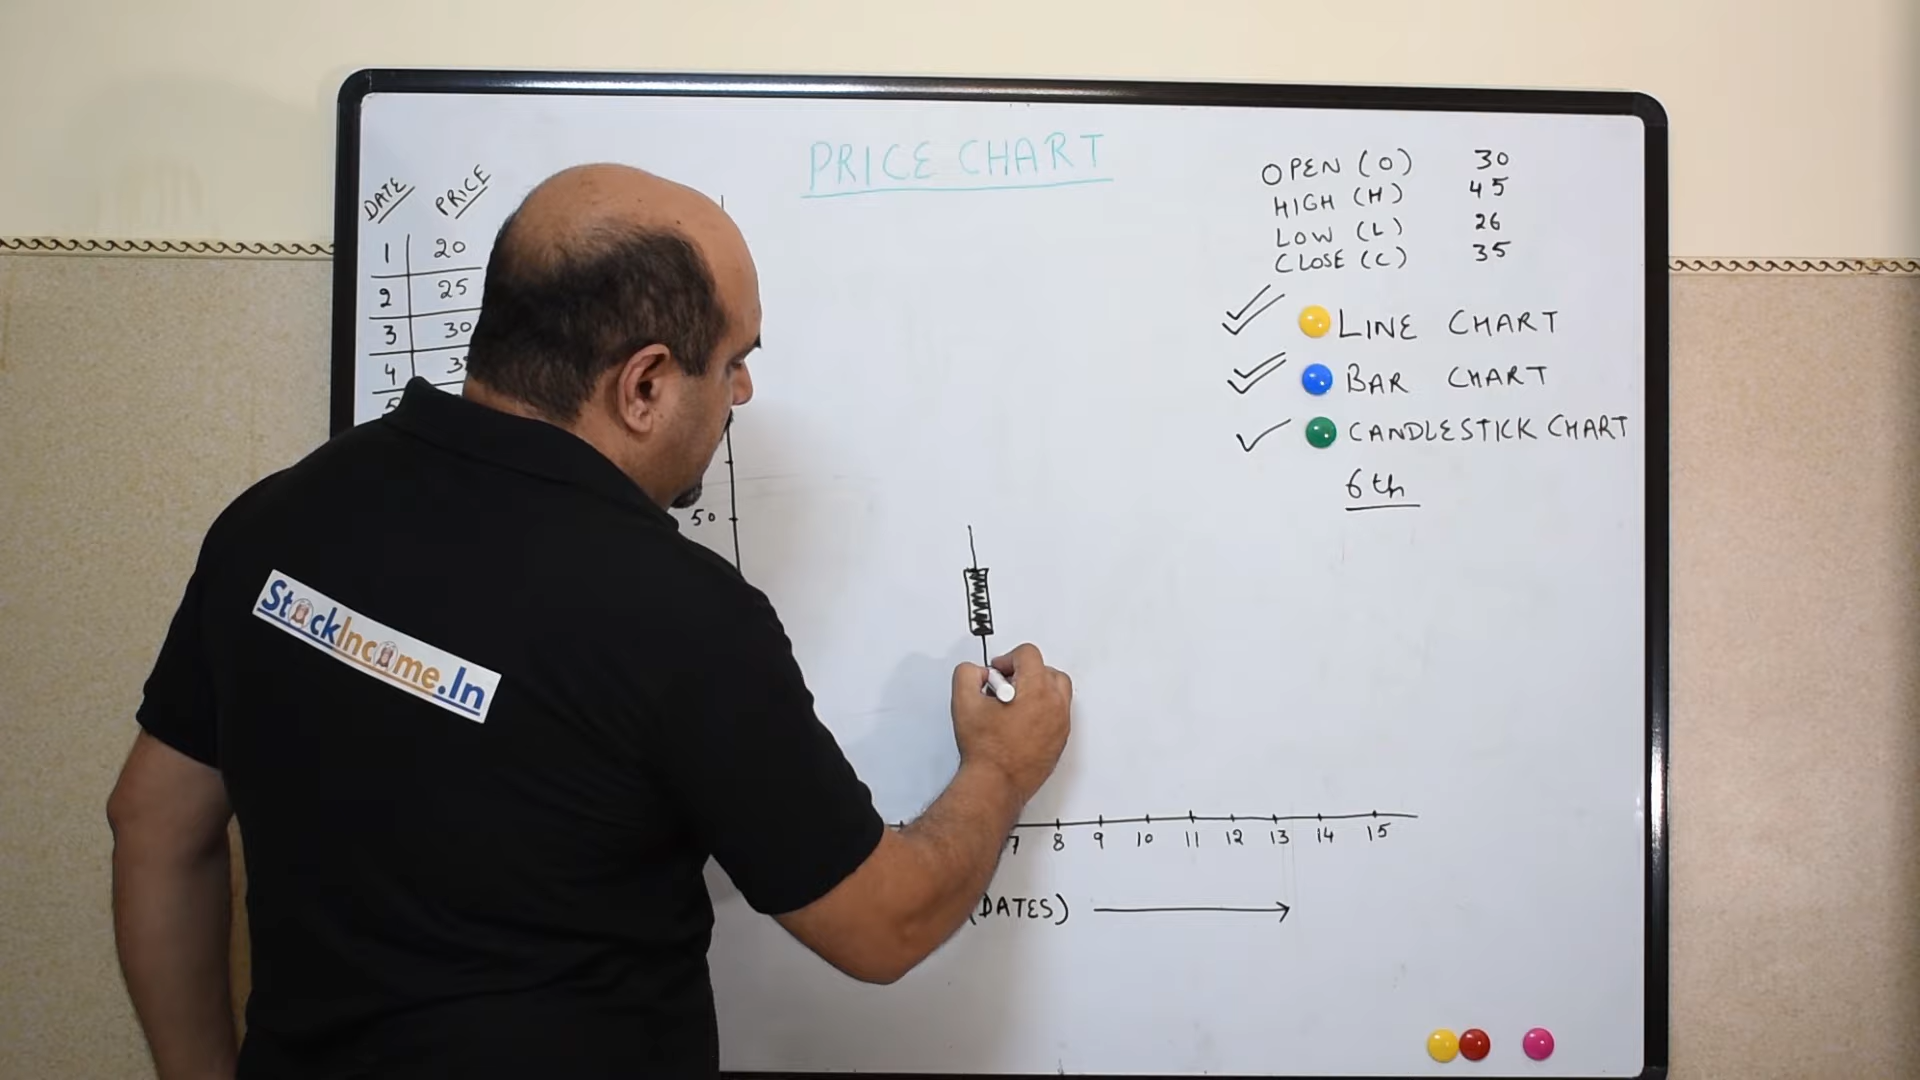 PRICE CHART
DATE PRICE
1 20
2 25
3 30
4
5
OPEN (O) 30
HIGH (H) 45
LOW (L) 26
CLOSE (C) 35
LINE CHART
BAR CHART
CANDLESTICK CHART
6th
50
StockIncome.In
7 8 9 10 11 12 13 14 15
(DATES)